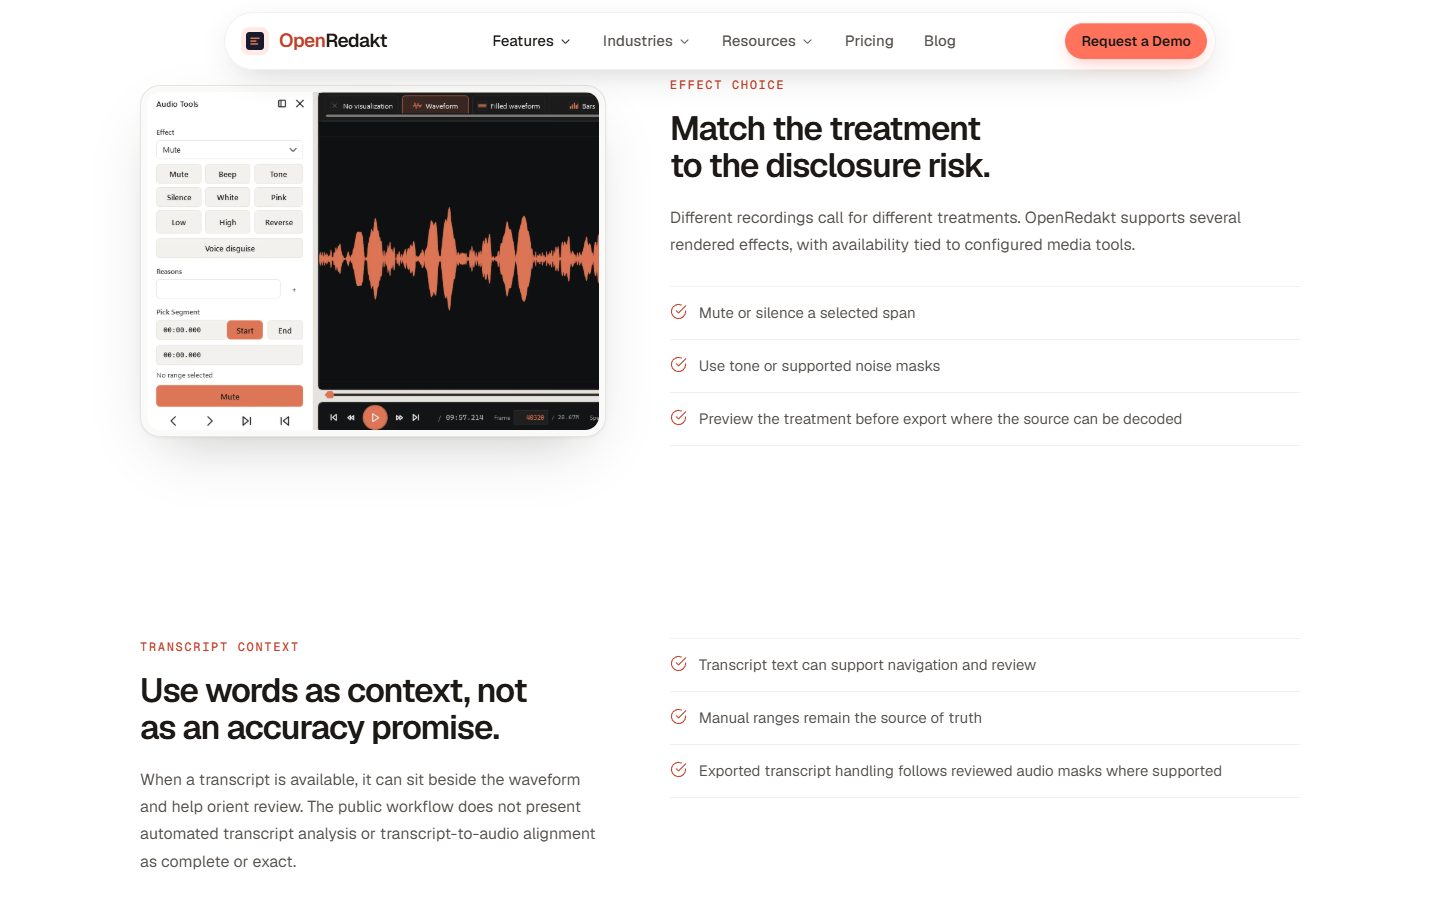 OpenRedakt
Features
Industries
Resources
Pricing
Blog
Request a Demo
Audio Tools
Effect
Mute
Mute Beep Tone
Silence White Pink
Low High Reverse
Voice disguise
Reasons
+
Pick Segment
00:00.000 Start End
00:00.000
No range selected
Mute
No visualization Waveform Filled waveform Bars
/ 09:57.214 Frame 40320 / 28.67M Spe
EFFECT CHOICE
Match the treatment
to the disclosure risk.
Different recordings call for different treatments. OpenRedakt supports several
rendered effects, with availability tied to configured media tools.
Mute or silence a selected span
Use tone or supported noise masks
Preview the treatment before export where the source can be decoded
TRANSCRIPT CONTEXT
Use words as context, not
as an accuracy promise.
When a transcript is available, it can sit beside the waveform
and help orient review. The public workflow does not present
automated transcript analysis or transcript-to-audio alignment
as complete or exact.
Transcript text can support navigation and review
Manual ranges remain the source of truth
Exported transcript handling follows reviewed audio masks where supported